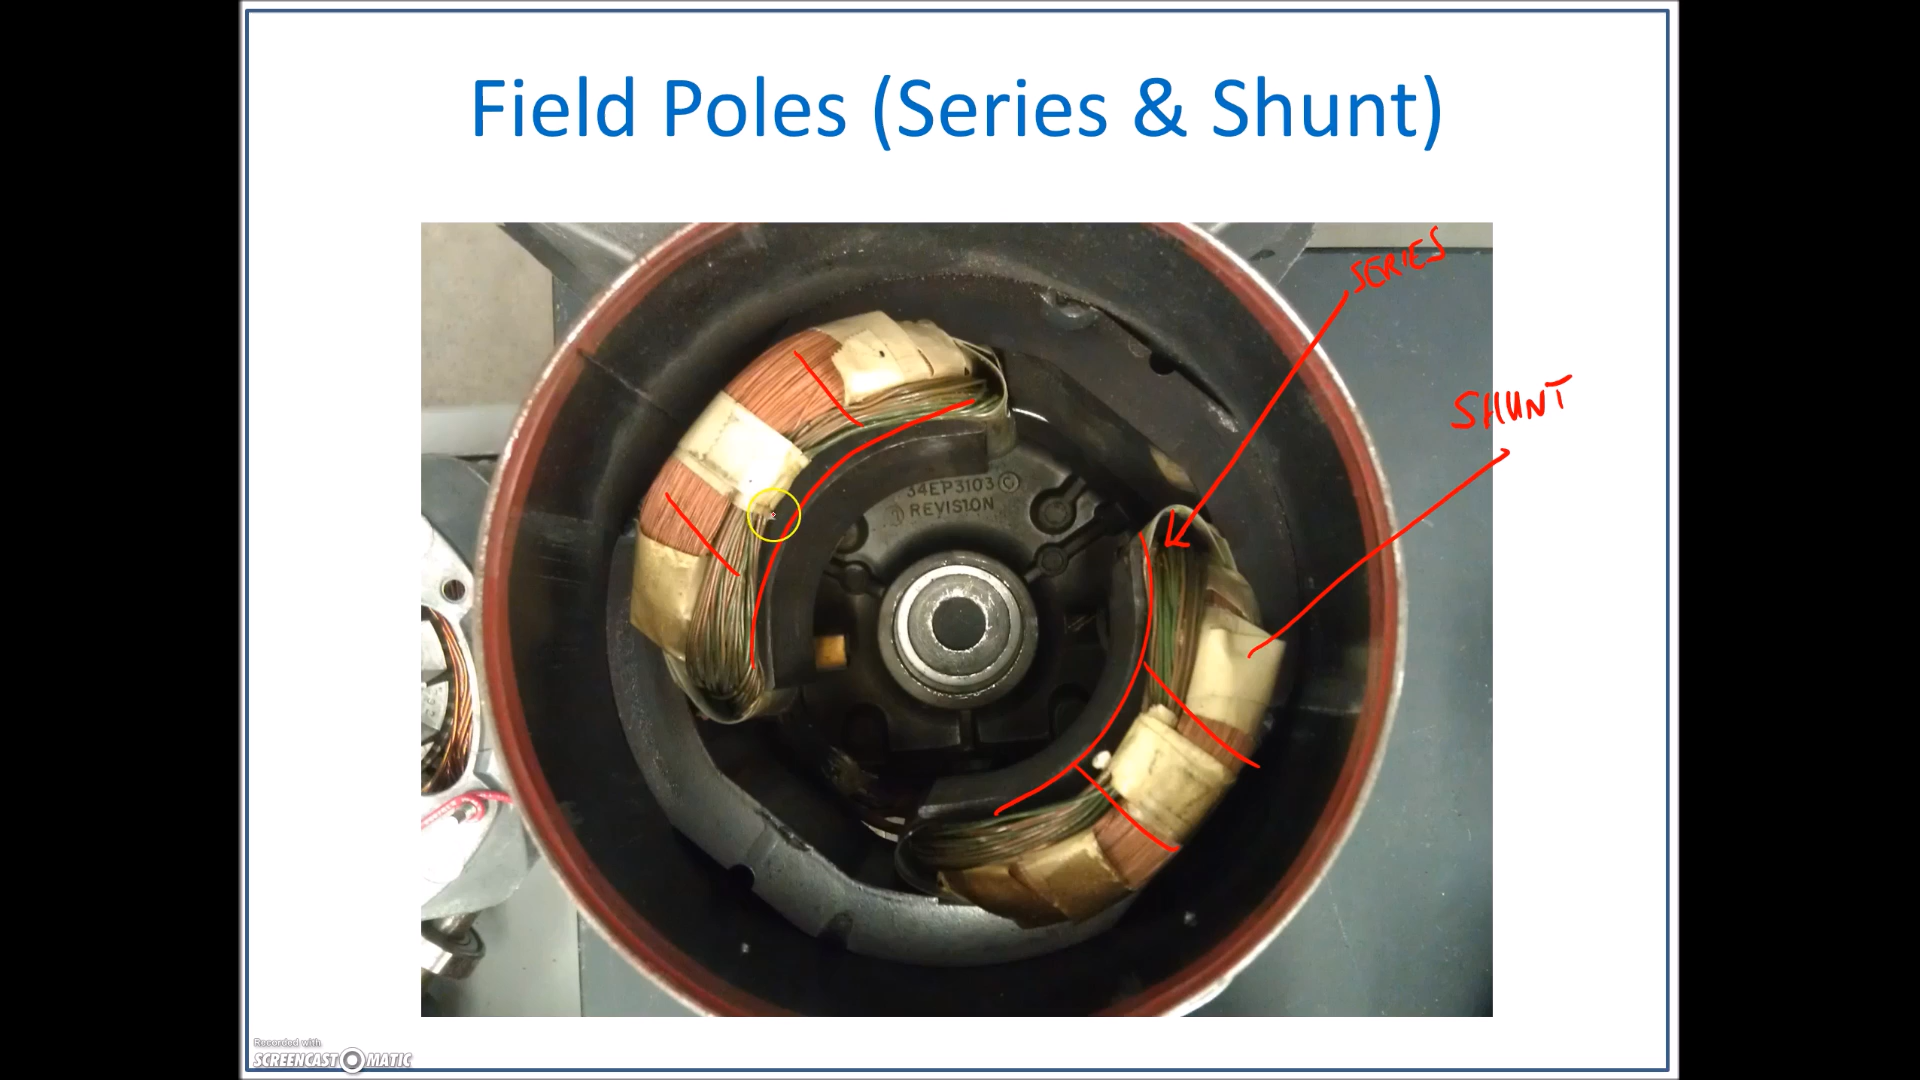 Field Poles (Series & Shunt)
SERIES
SHUNT
34EP3103 C
REVISION
Recorded with
SCREENCAST MATIC